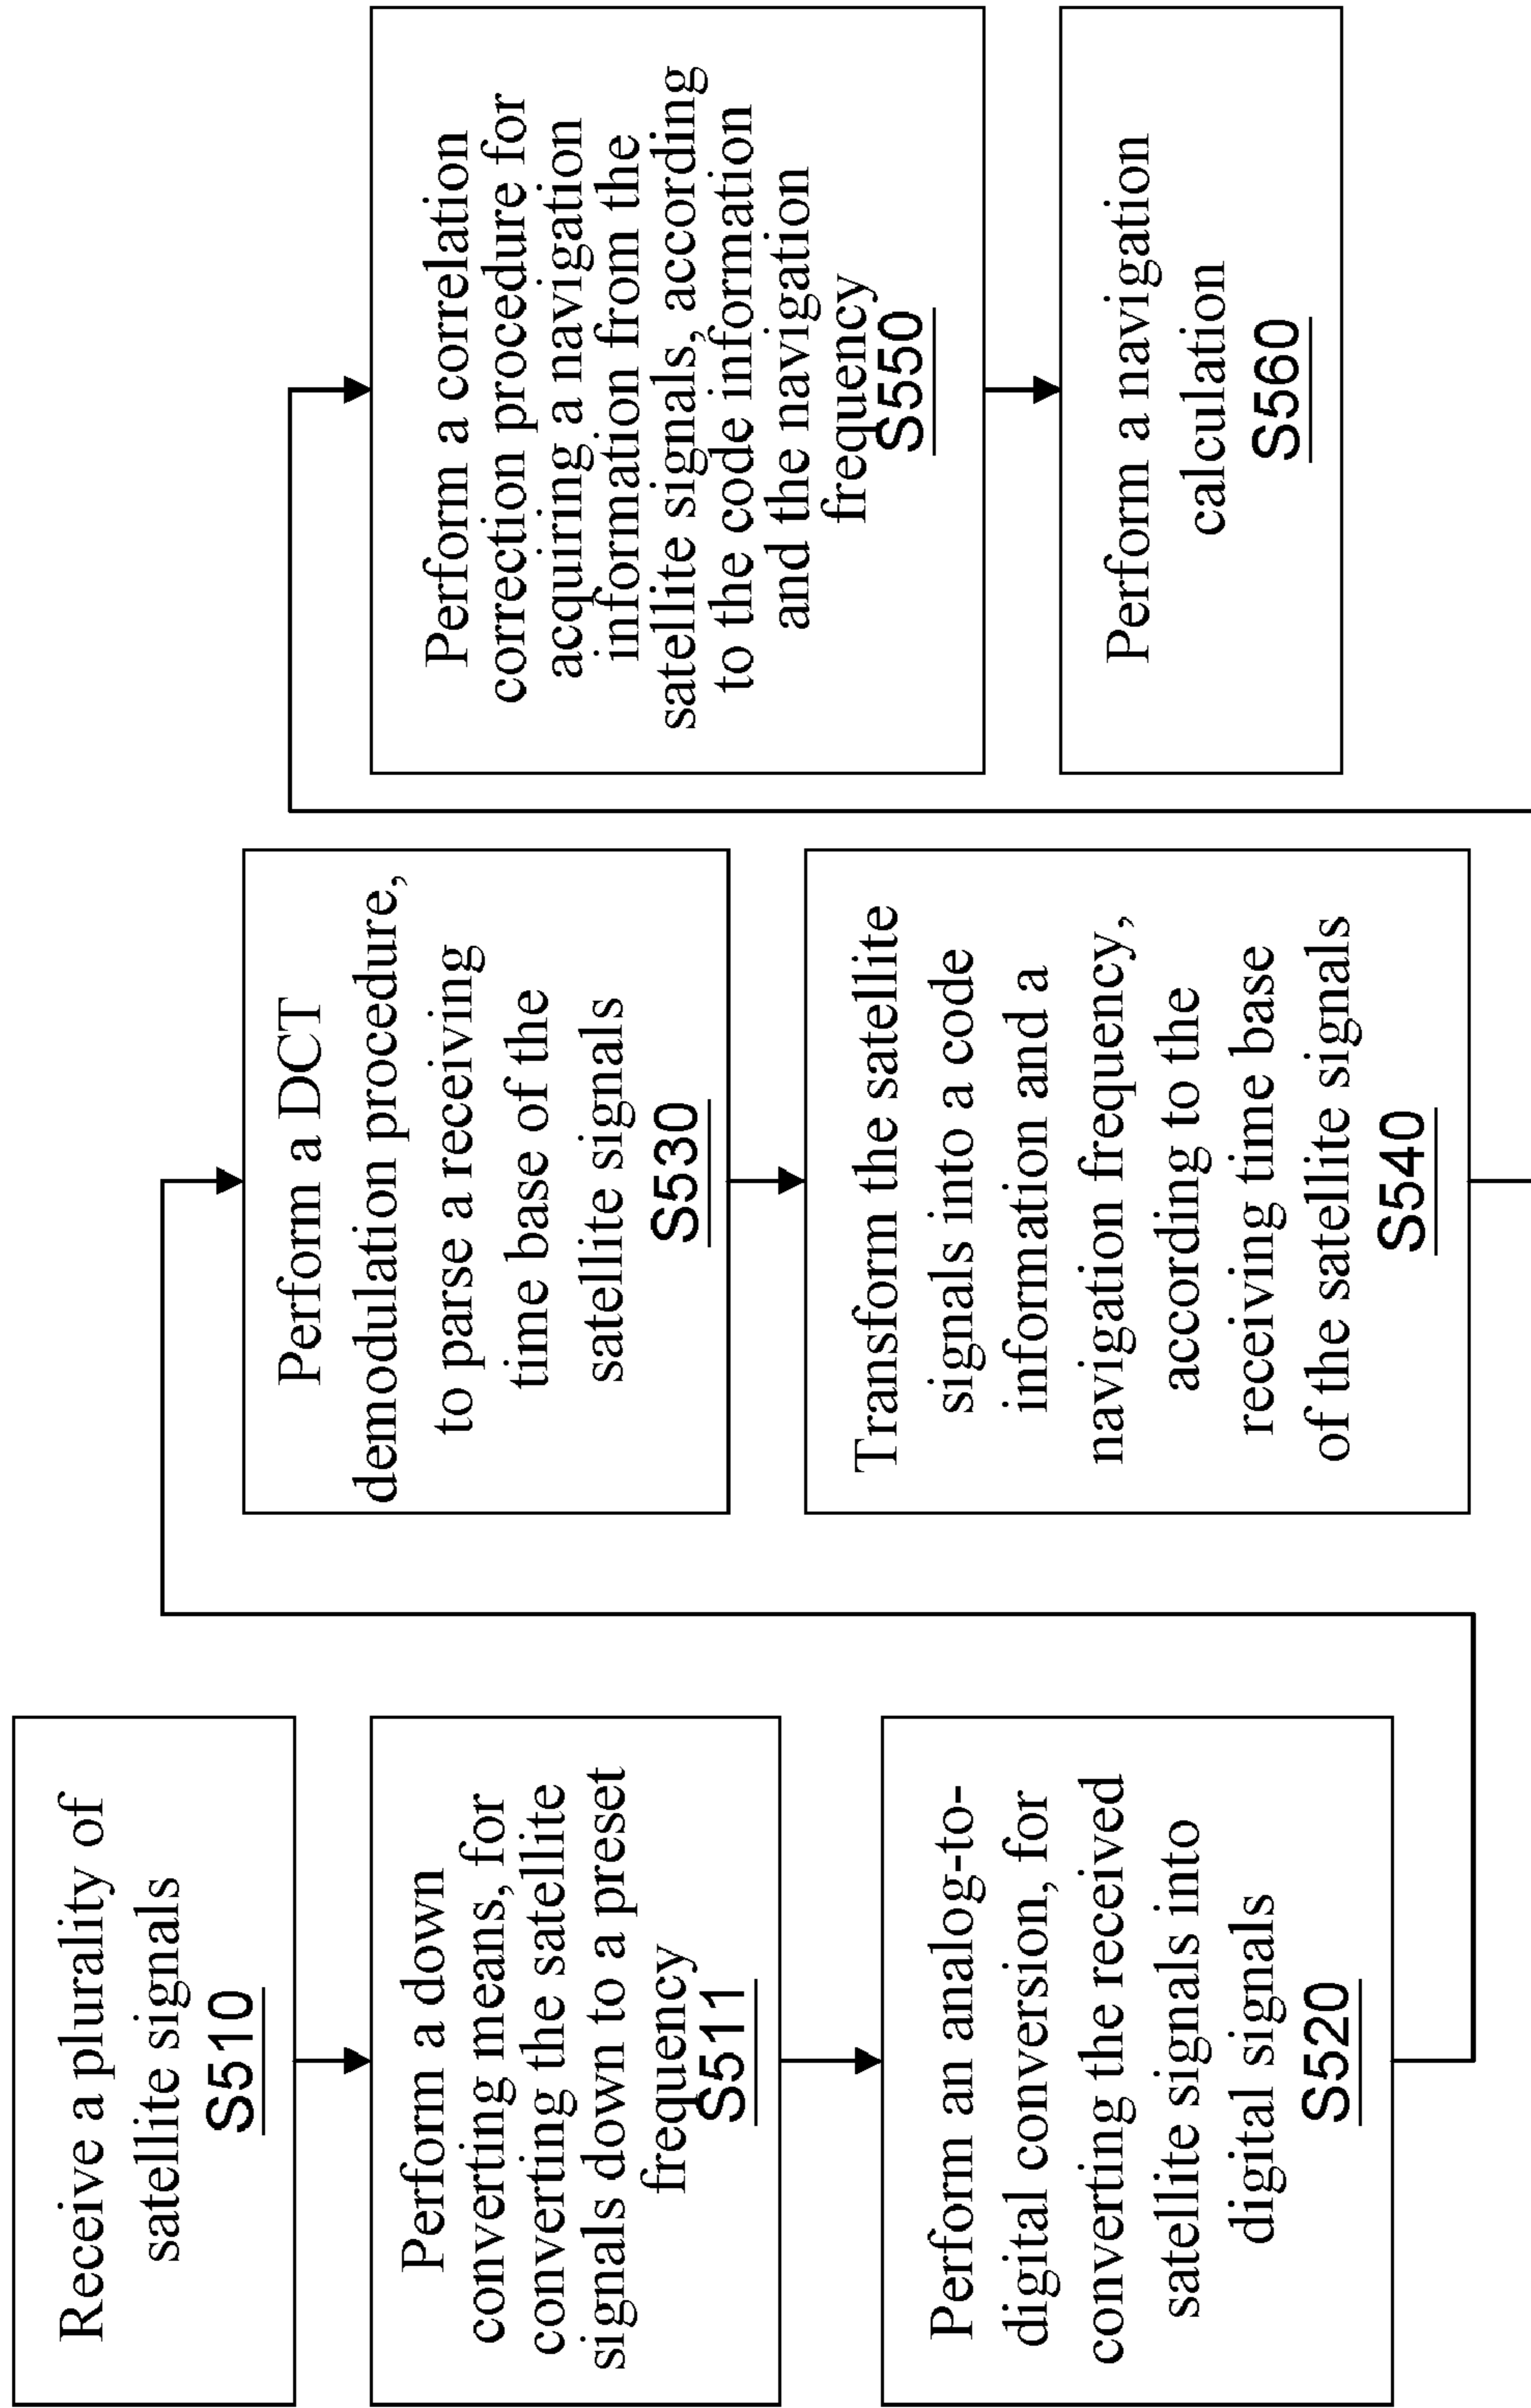 Receive a plurality of
satellite signals
S510
Perform a down
converting means, for
converting the satellite
signals down to a preset
frequency
S511
Perform an analog-to-
digital conversion, for
converting the received
satellite signals into
digital signals
S520
Perform a DCT
demodulation procedure,
to parse a receiving
time base of the
satellite signals
S530
Transform the satellite
signals into a code
information and a
navigation frequency,
according to the
receiving time base
of the satellite signals
S540
Perform a correlation
correction procedure for
acquiring a navigation
information from the
satellite signals, according
to the code information
and the navigation
frequency
S550
Perform a navigation
calculation
S560